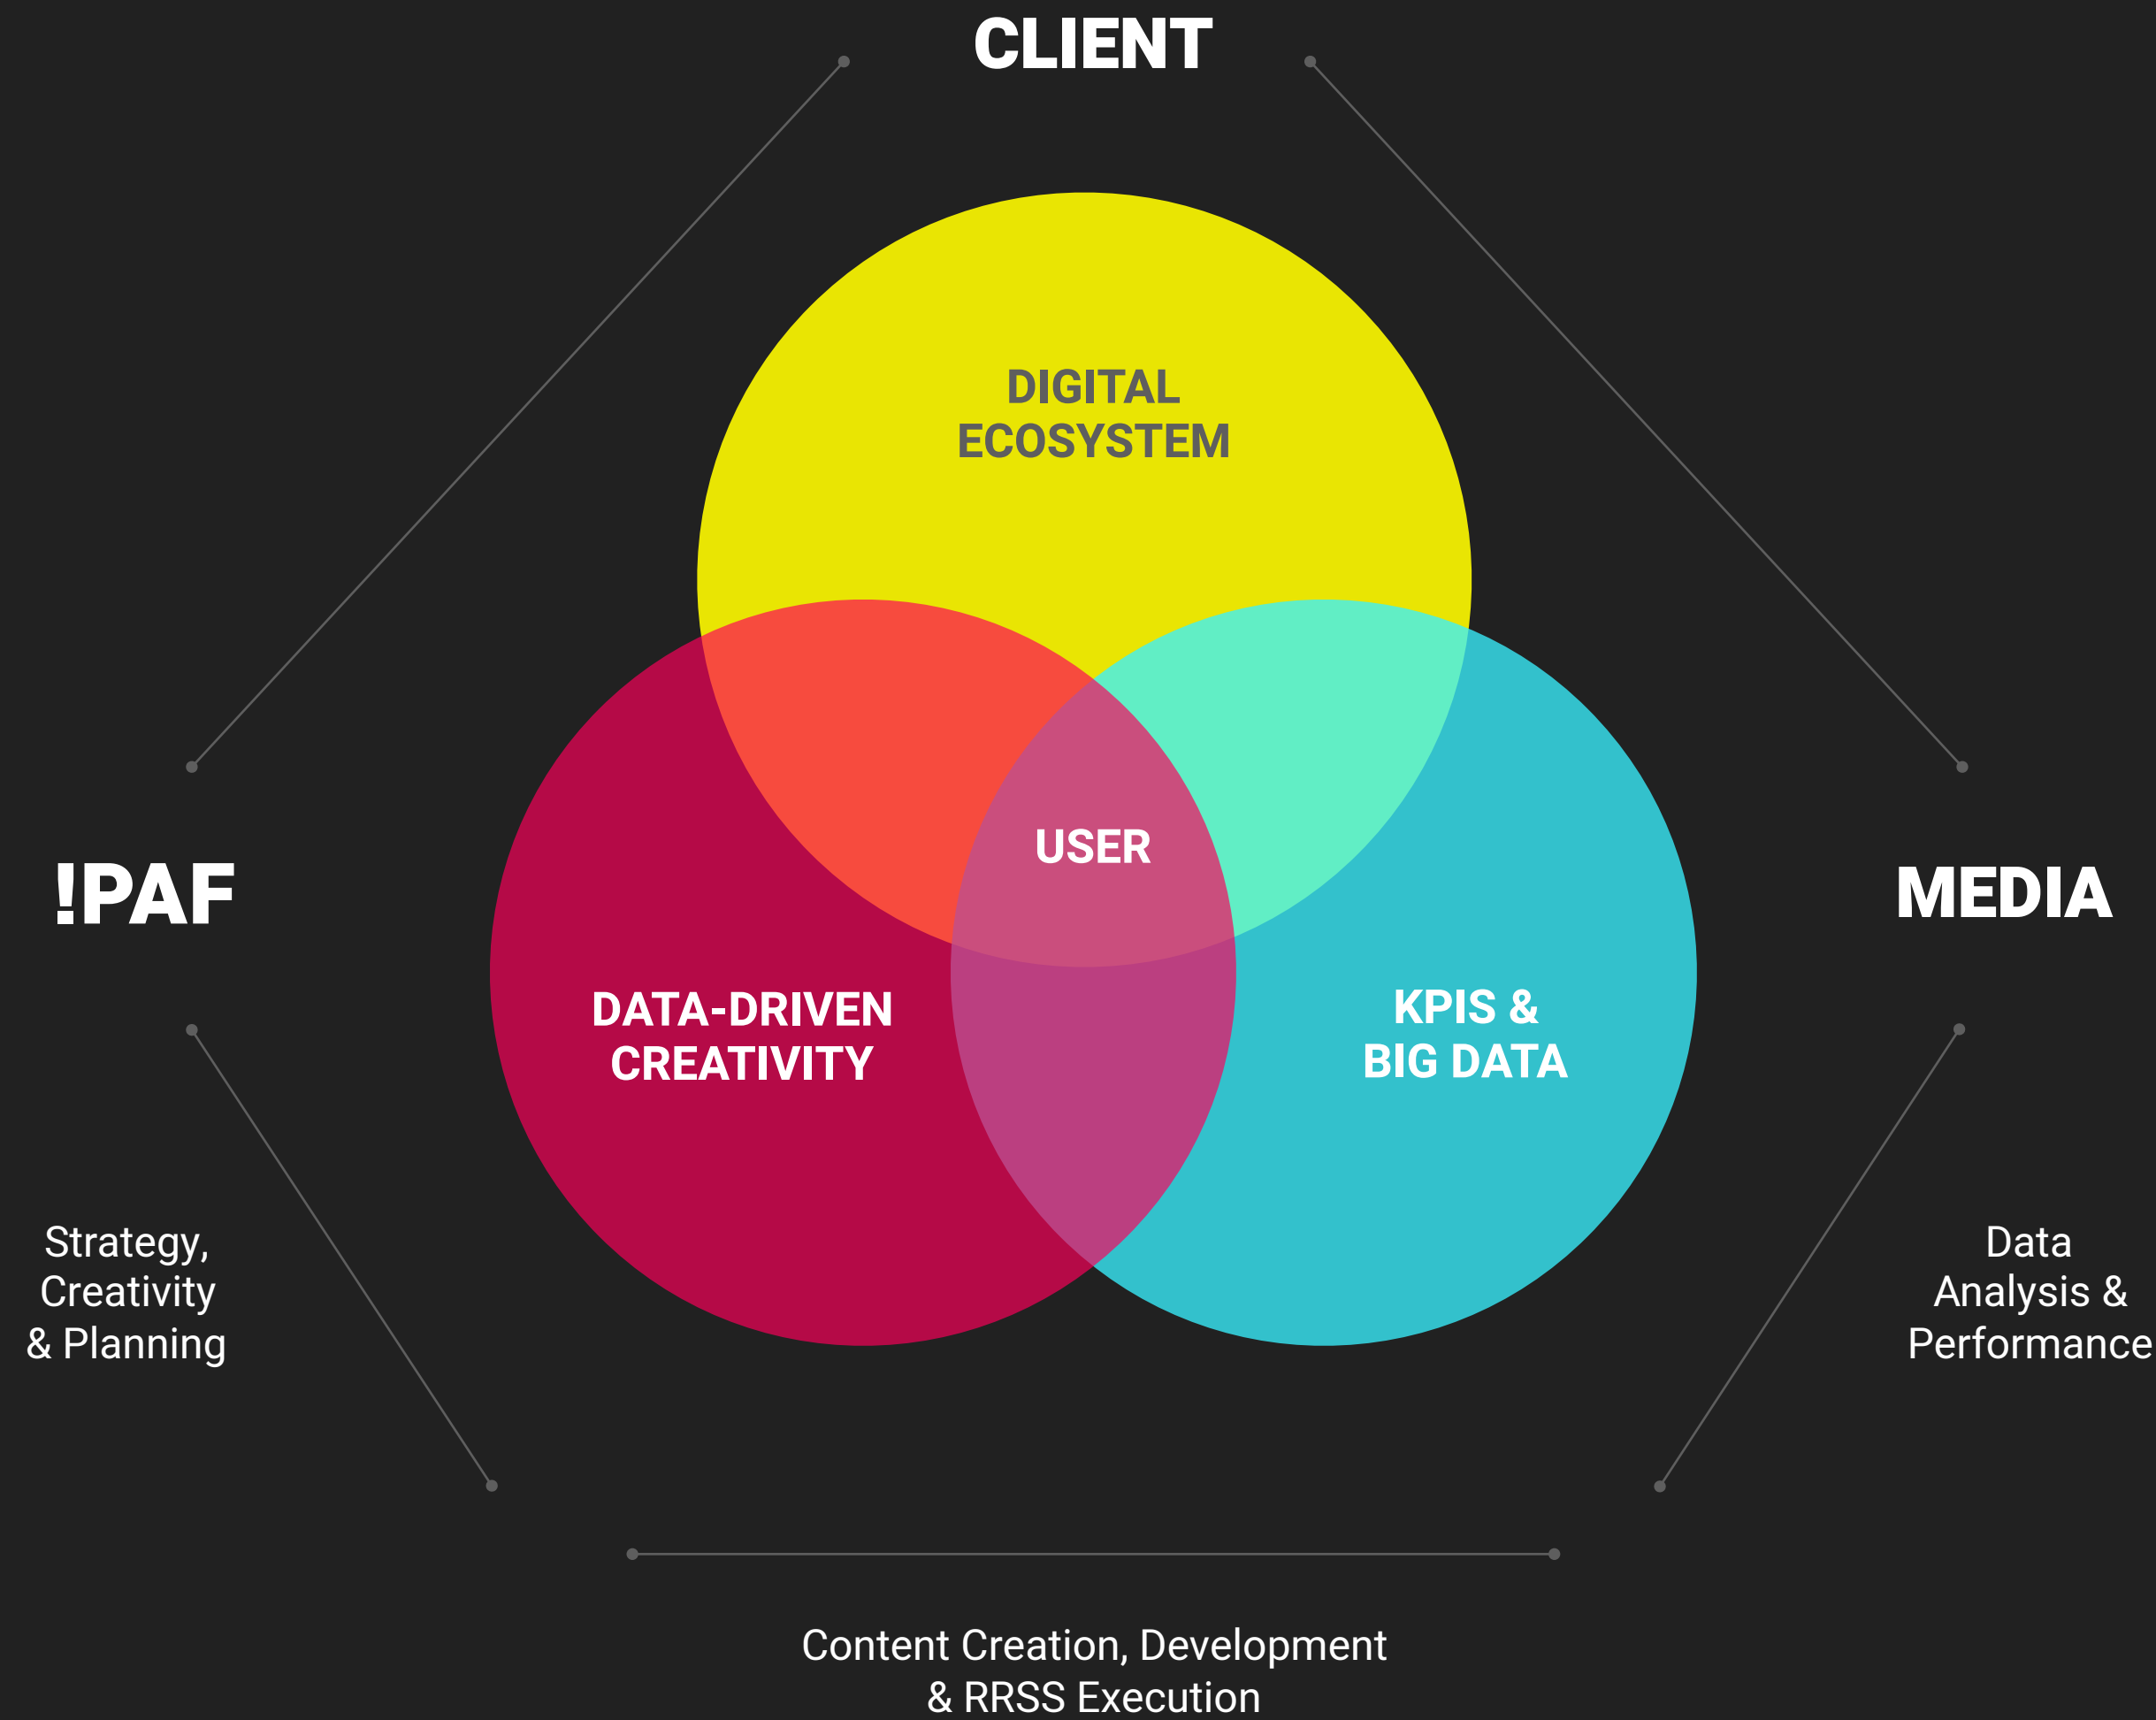 CLIENT
DIGITAL
ECOSYSTEM
USER
!PAF
MEDIA
DATA-DRIVEN
CREATIVITY
KPIS &
BIG DATA
Strategy,
Creativity
& Planning
Data
Analysis &
Performance
Content Creation, Development
& RRSS Execution